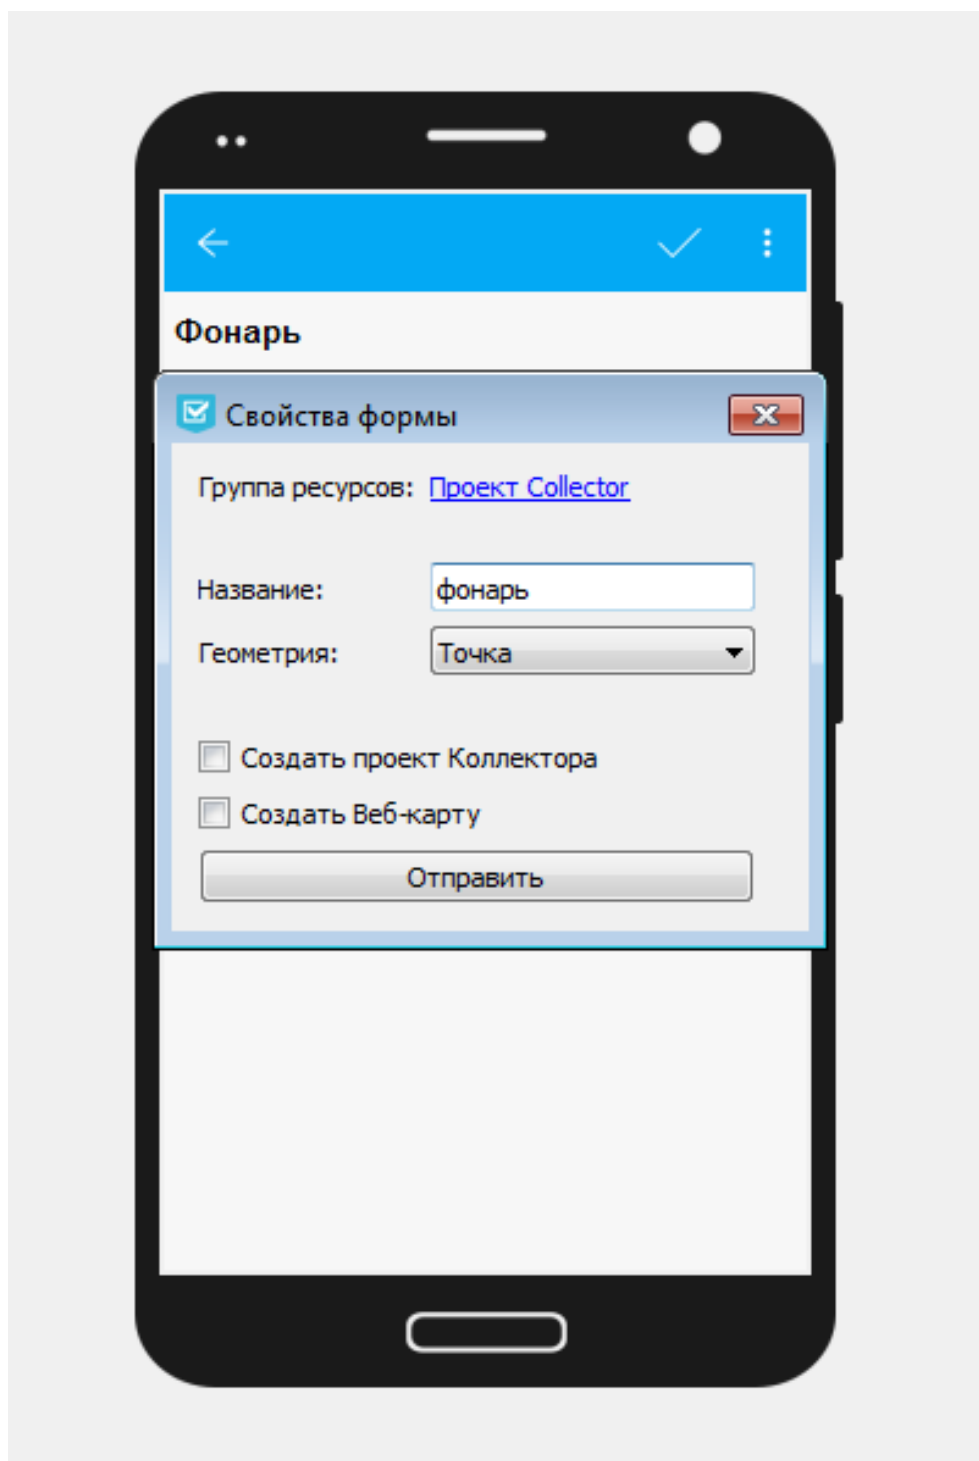 Фонарь
Свойства формы
Группа ресурсов: Проект Collector
Название: фонарь
Геометрия: Точка
Создать проект Коллектора
Создать Веб-карту
Отправить